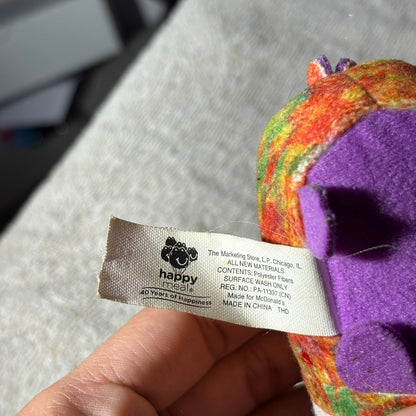 happy
meal
40 Years of Happiness
The Marketing Store, L.P. Chicago, IL
ALL NEW MATERIALS
CONTENTS: Polyester Fibers
SURFACE WASH ONLY
REG. NO.: PA-11337 (CN)
Made for McDonald's
MADE IN CHINA THD